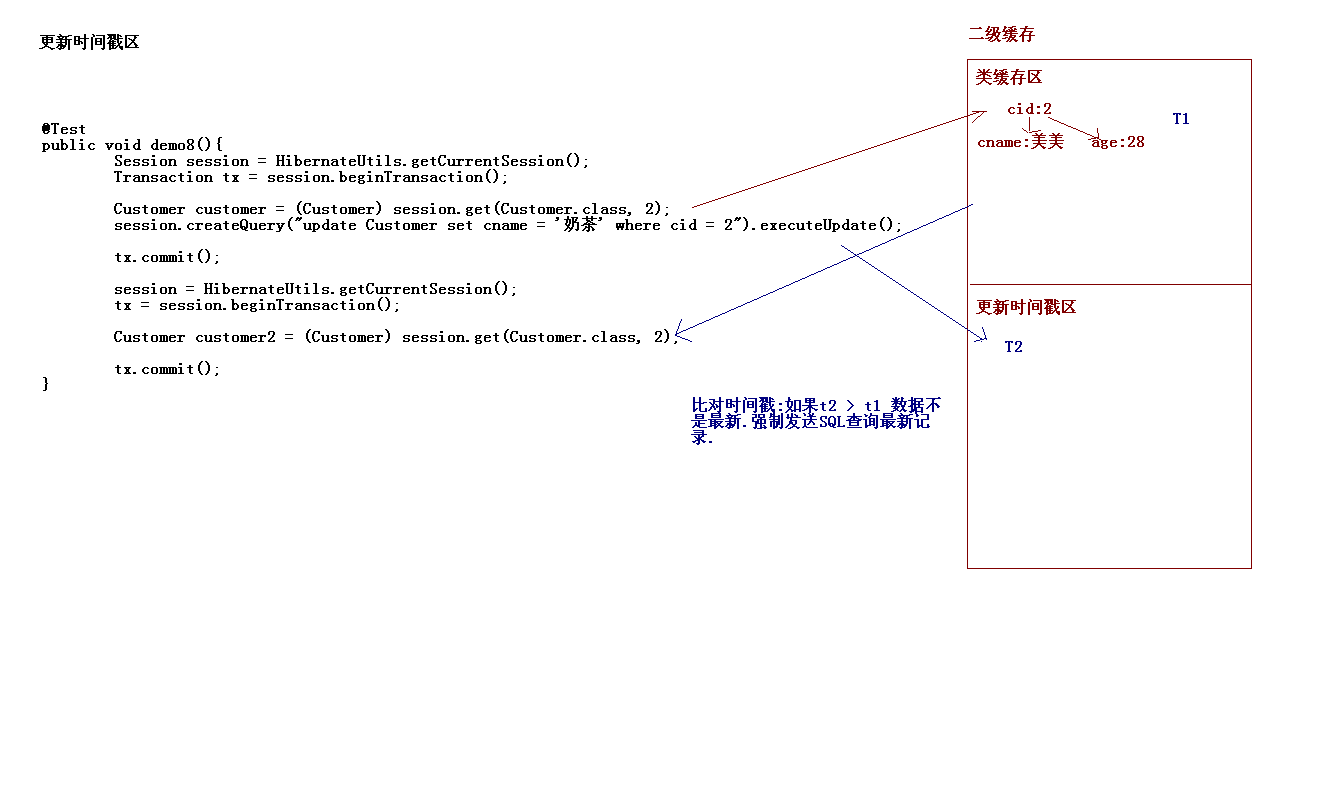 更新时间戳区
@Test
public void demo8(){
Session session = HibernateUtils.getCurrentSession();
Transaction tx = session.beginTransaction();
Customer customer = (Customer) session.get(Customer.class, 2);
session.createQuery("update Customer set cname = '奶茶' where cid = 2").executeUpdate();
tx.commit();
session = HibernateUtils.getCurrentSession();
tx = session.beginTransaction();
Customer customer2 = (Customer) session.get(Customer.class, 2);
tx.commit();
}
比对时间戳:如果t2 > t1 数据不
是最新.强制发送SQL查询最新记
录.
二级缓存
类缓存区
cid:2
T1
cname:美美 age:28
更新时间戳区
T2